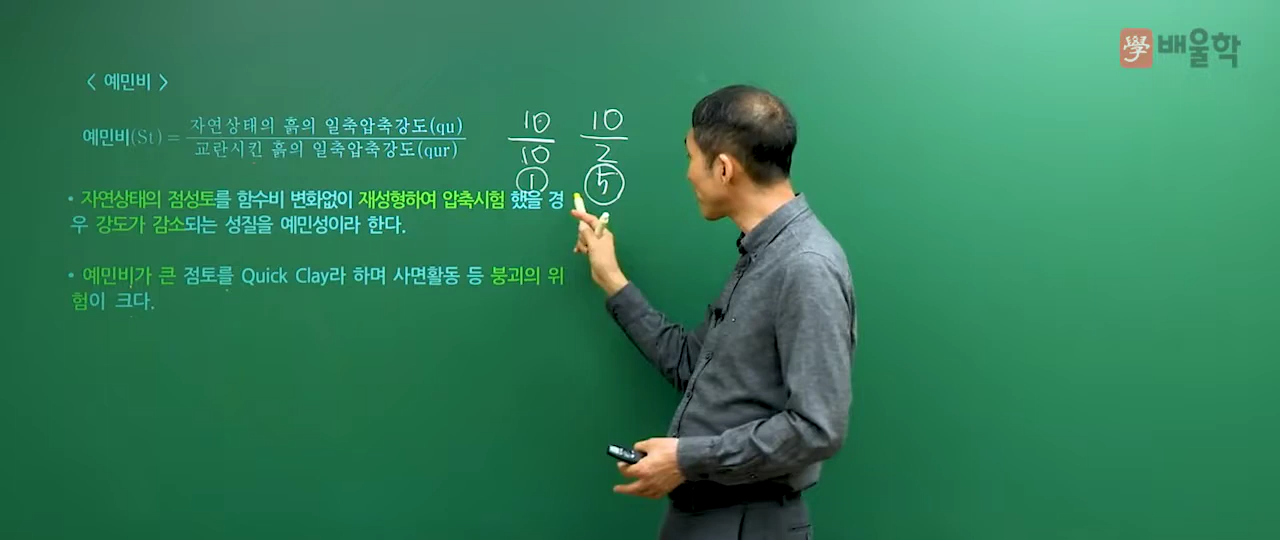 學 배울학
< 예민비 >
예민비(St) = 자연상태의 흙의 일축압축강도(qu)
교란시킨 흙의 일축압축강도(qur)
10
10
1
10
2
5
• 자연상태의 점성토를 함수비 변화없이 재성형하여 압축시험 했을 경
우 강도가 감소되는 성질을 예민성이라 한다.
• 예민비가 큰 점토를 Quick Clay라 하며 사면활동 등 붕괴의 위
험이 크다.